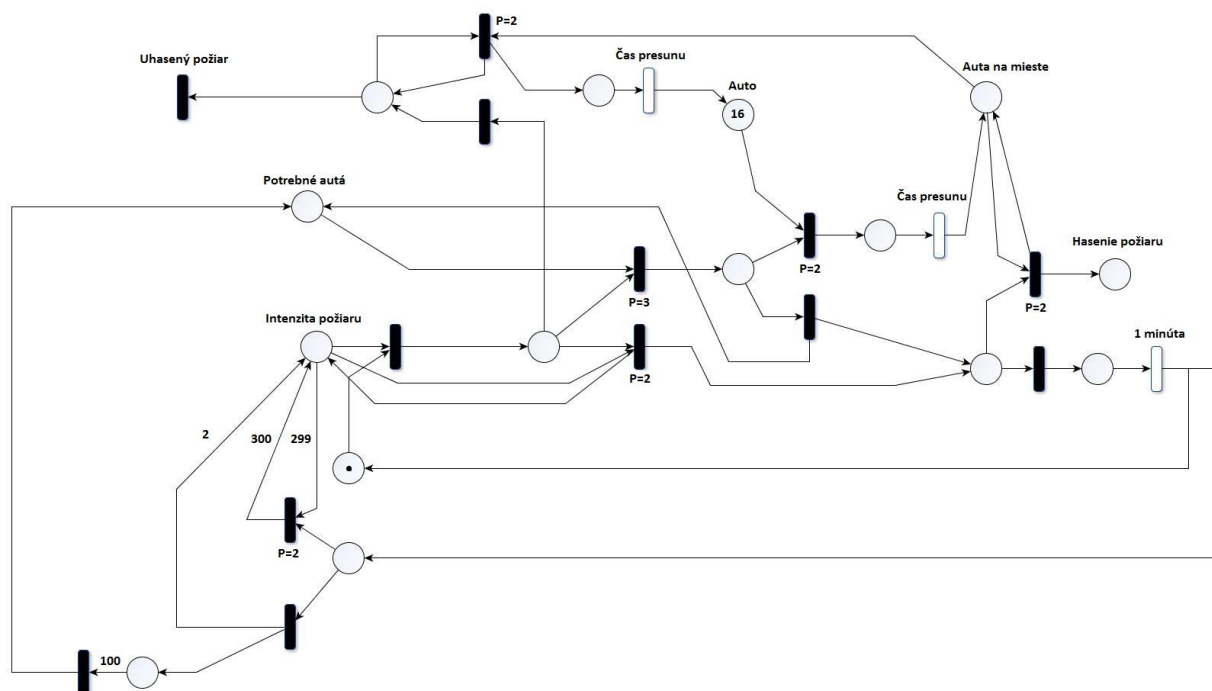 P=2
Uhasený požiar
Čas presunu
Auto
16
Auta na mieste
Potrebné autá
Čas presunu
P=2
Hasenie požiaru
P=3
P=2
Intenzita požiaru
P=2
1 minúta
2
300
299
P=2
100